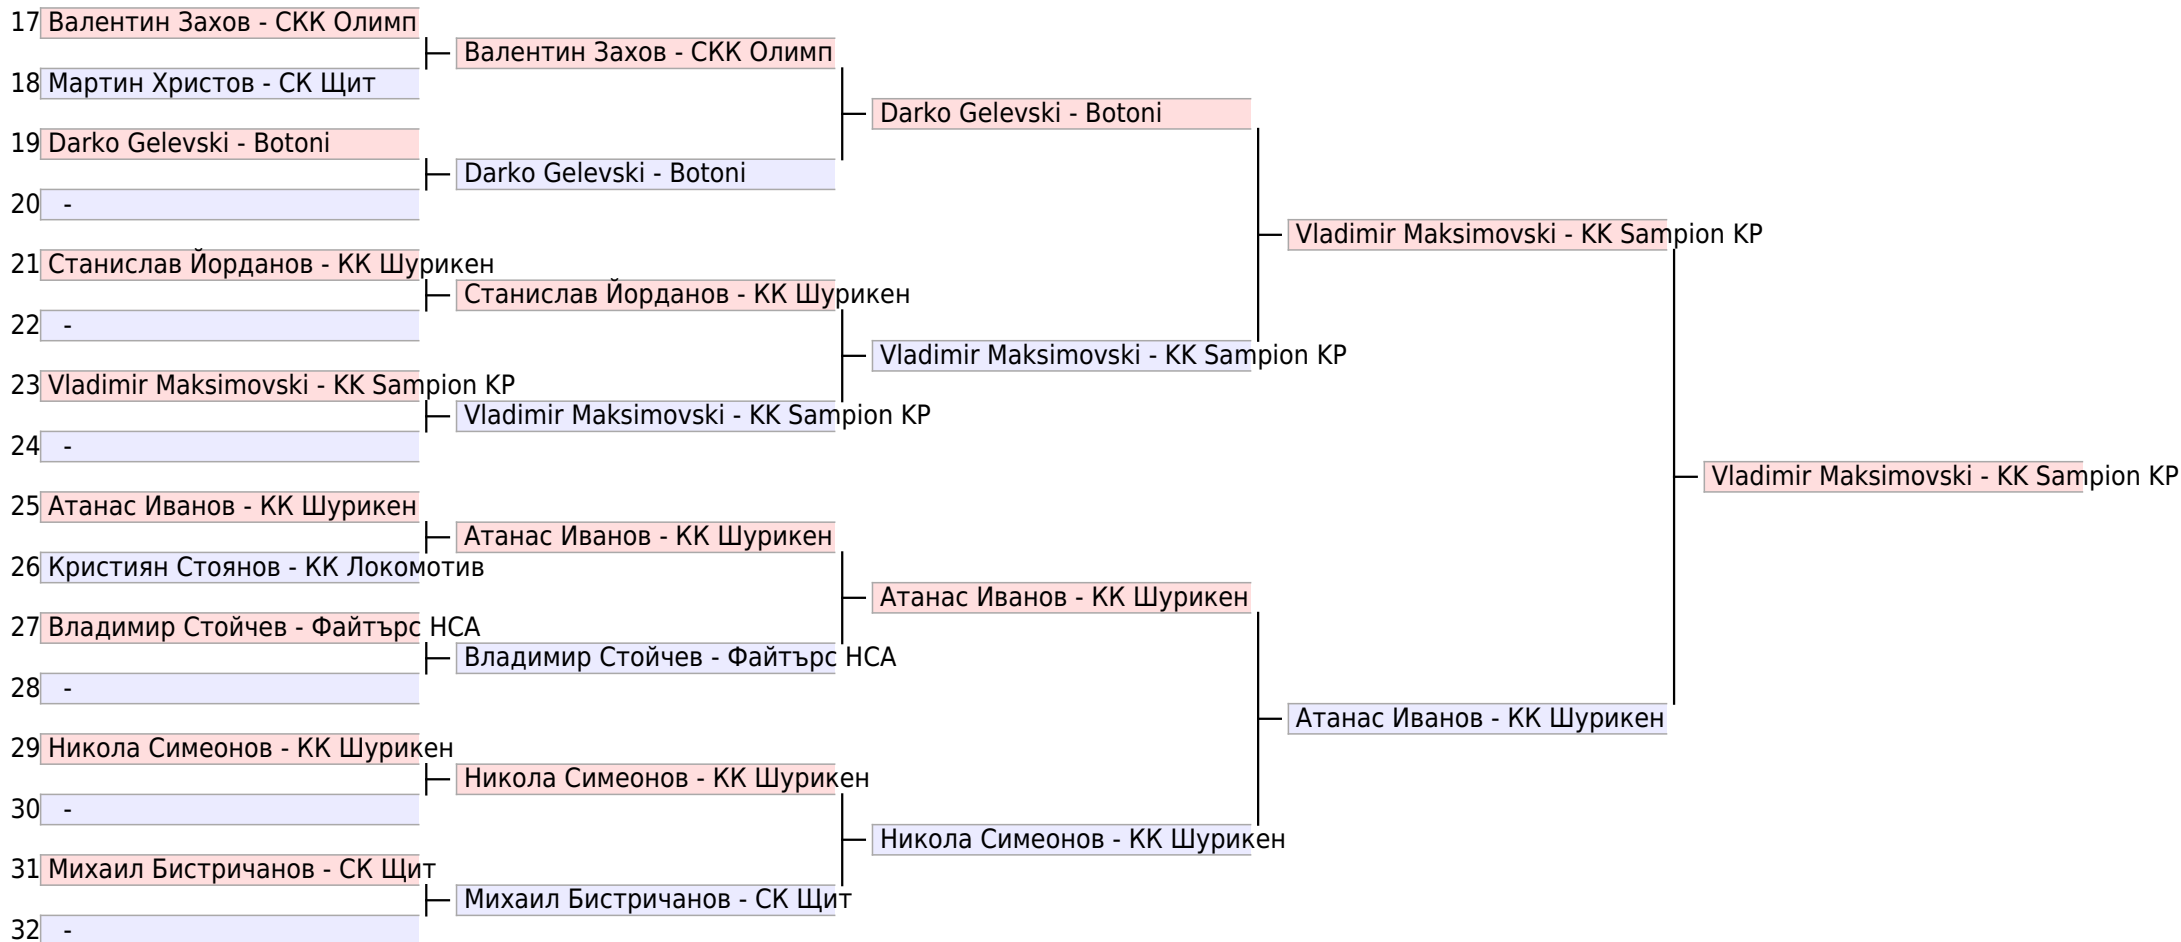 17 Валентин Захов - СКК Олимп
Валентин Захов - СКК Олимп
18 Мартин Христов - СК Щит
Darko Gelevski - Botoni
19 Darko Gelevski - Botoni
Darko Gelevski - Botoni
20 -
Vladimir Maksimovski - KK Sampion KP
21 Станислав Йорданов - КК Шурикен
Станислав Йорданов - КК Шурикен
22 -
Vladimir Maksimovski - KK Sampion KP
23 Vladimir Maksimovski - KK Sampion KP
Vladimir Maksimovski - KK Sampion KP
24 -
Vladimir Maksimovski - KK Sampion KP
25 Атанас Иванов - КК Шурикен
Атанас Иванов - КК Шурикен
26 Кристиян Стоянов - КК Локомотив
Атанас Иванов - КК Шурикен
27 Владимир Стойчев - Файтърс НСА
Владимир Стойчев - Файтърс НСА
28 -
Атанас Иванов - КК Шурикен
29 Никола Симеонов - КК Шурикен
Никола Симеонов - КК Шурикен
30 -
Никола Симеонов - КК Шурикен
31 Михаил Бистричанов - СК Щит
Михаил Бистричанов - СК Щит
32 -